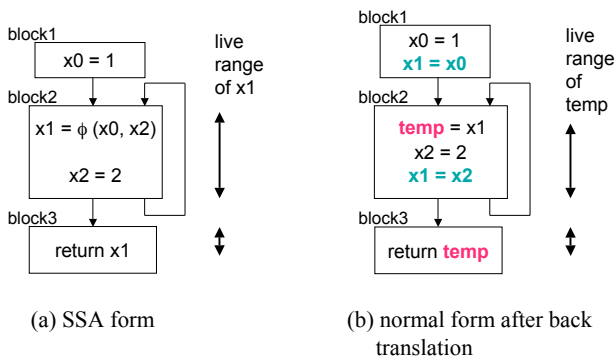 block1
x0 = 1
block2
x1 = ϕ (x0, x2)
x2 = 2
block3
return x1
live
range
of x1
(a) SSA form
block1
x0 = 1
x1 = x0
block2
temp = x1
x2 = 2
x1 = x2
block3
return temp
live
range
of
temp
(b) normal form after back
translation